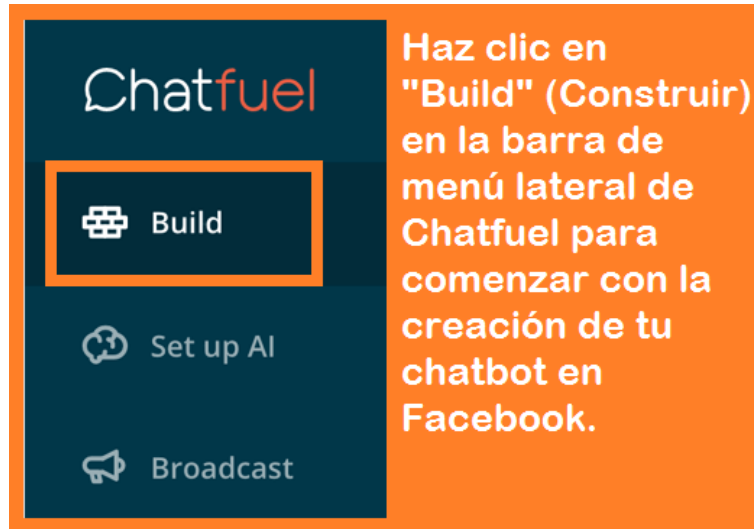 Chatfuel
Build
Set up AI
Broadcast
Haz clic en
"Build" (Construir)
en la barra de
menú lateral de
Chatfuel para
comenzar con la
creación de tu
chatbot en
Facebook.